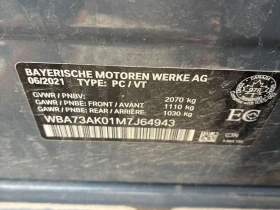 BAYERISCHE MOTOREN WERKE AG
06/2021 TYPE: PC / VT
GVWR / PNBV: 2070 kg
GAWR / PNBE: FRONT / AVANT 1110 kg
GAWR / PNBE: REAR / ARRIÈRE: 1030 kg
WBA73AK01M7J64943
EC